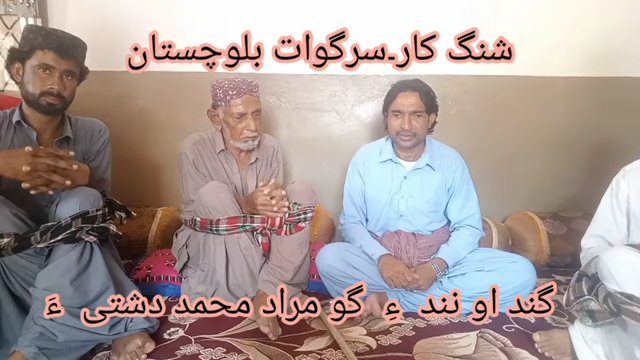 شنگ کار۔سرگوات بلوچستان
گند او نند ءِ گو مراد محمد دشتی ءَ